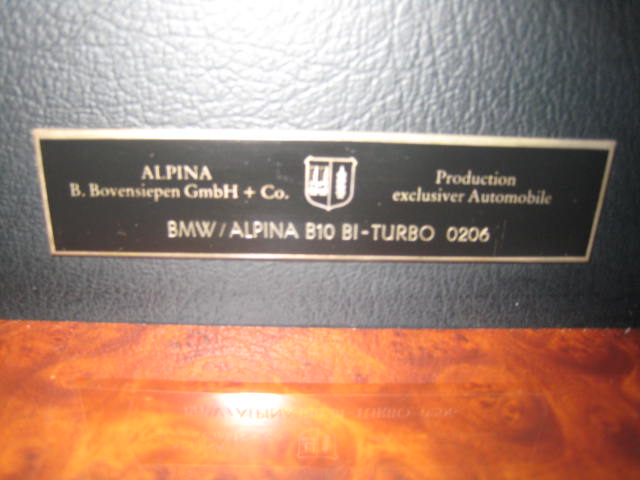 ALPINA
B. Bovensiepen GmbH + Co.
Production
exclusiver Automobile
BMW / ALPINA B10 BI-TURBO 0206